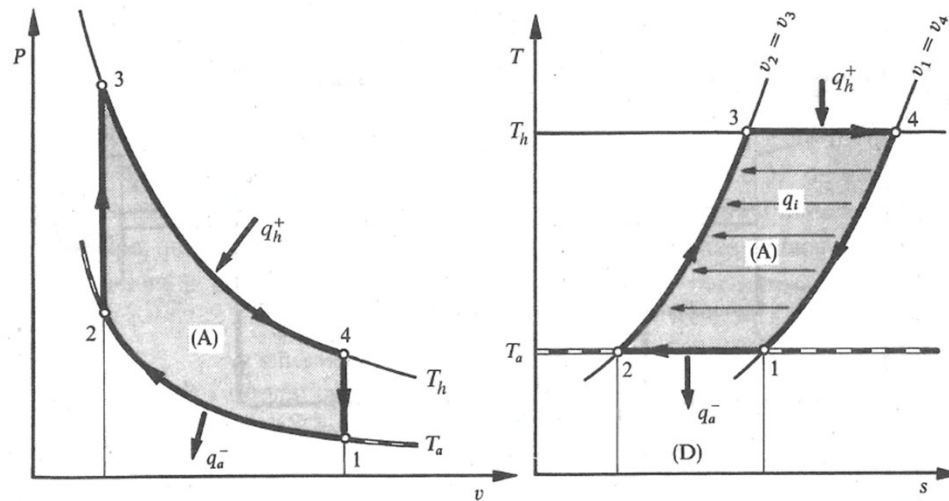 P
3
q_h^+
4
(A)
2
T_h
q_a^-
1
T_a
v
T
v_2 = v_3
v_1 = v_4
q_h^+
T_h
3
4
q_i
(A)
T_a
2
1
q_a^-
(D)
s